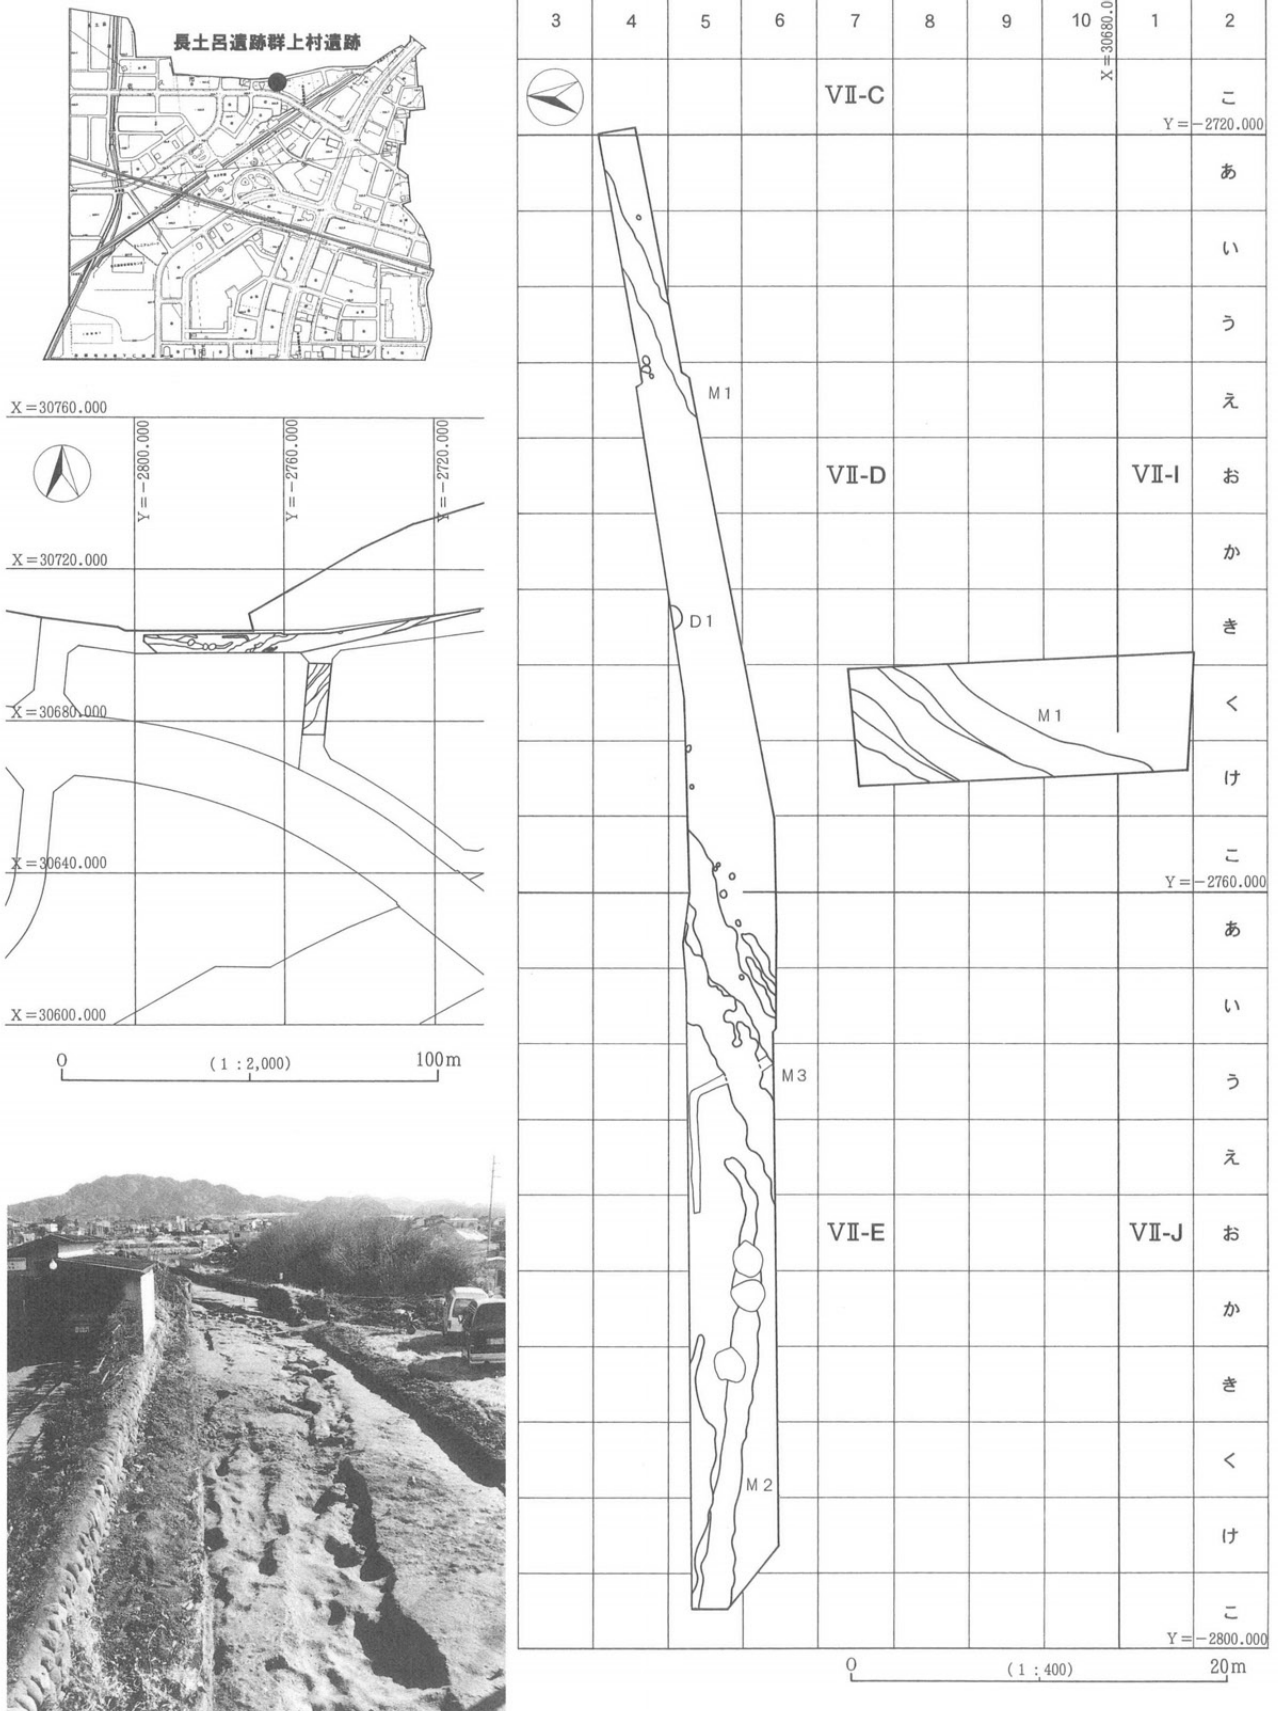 長土呂遺跡群上村遺跡
X=30760.000
Y=-2800.000
Y=-2760.000
Y=-2720.000
X=30720.000
X=30680.000
X=30640.000
X=30600.000
0 (1:2,000) 100m
3 4 5 6 7 8 9 10 1 2
X=30680.0
VII-C
こ
Y=-2720.000
あ
い
う
M1
え
VII-D VII-I お
か
D1
き
M1
く
け
こ
Y=-2760.000
あ
い
M3
う
え
VII-E VII-J お
か
き
M2
く
け
こ
Y=-2800.000
0 (1:400) 20m